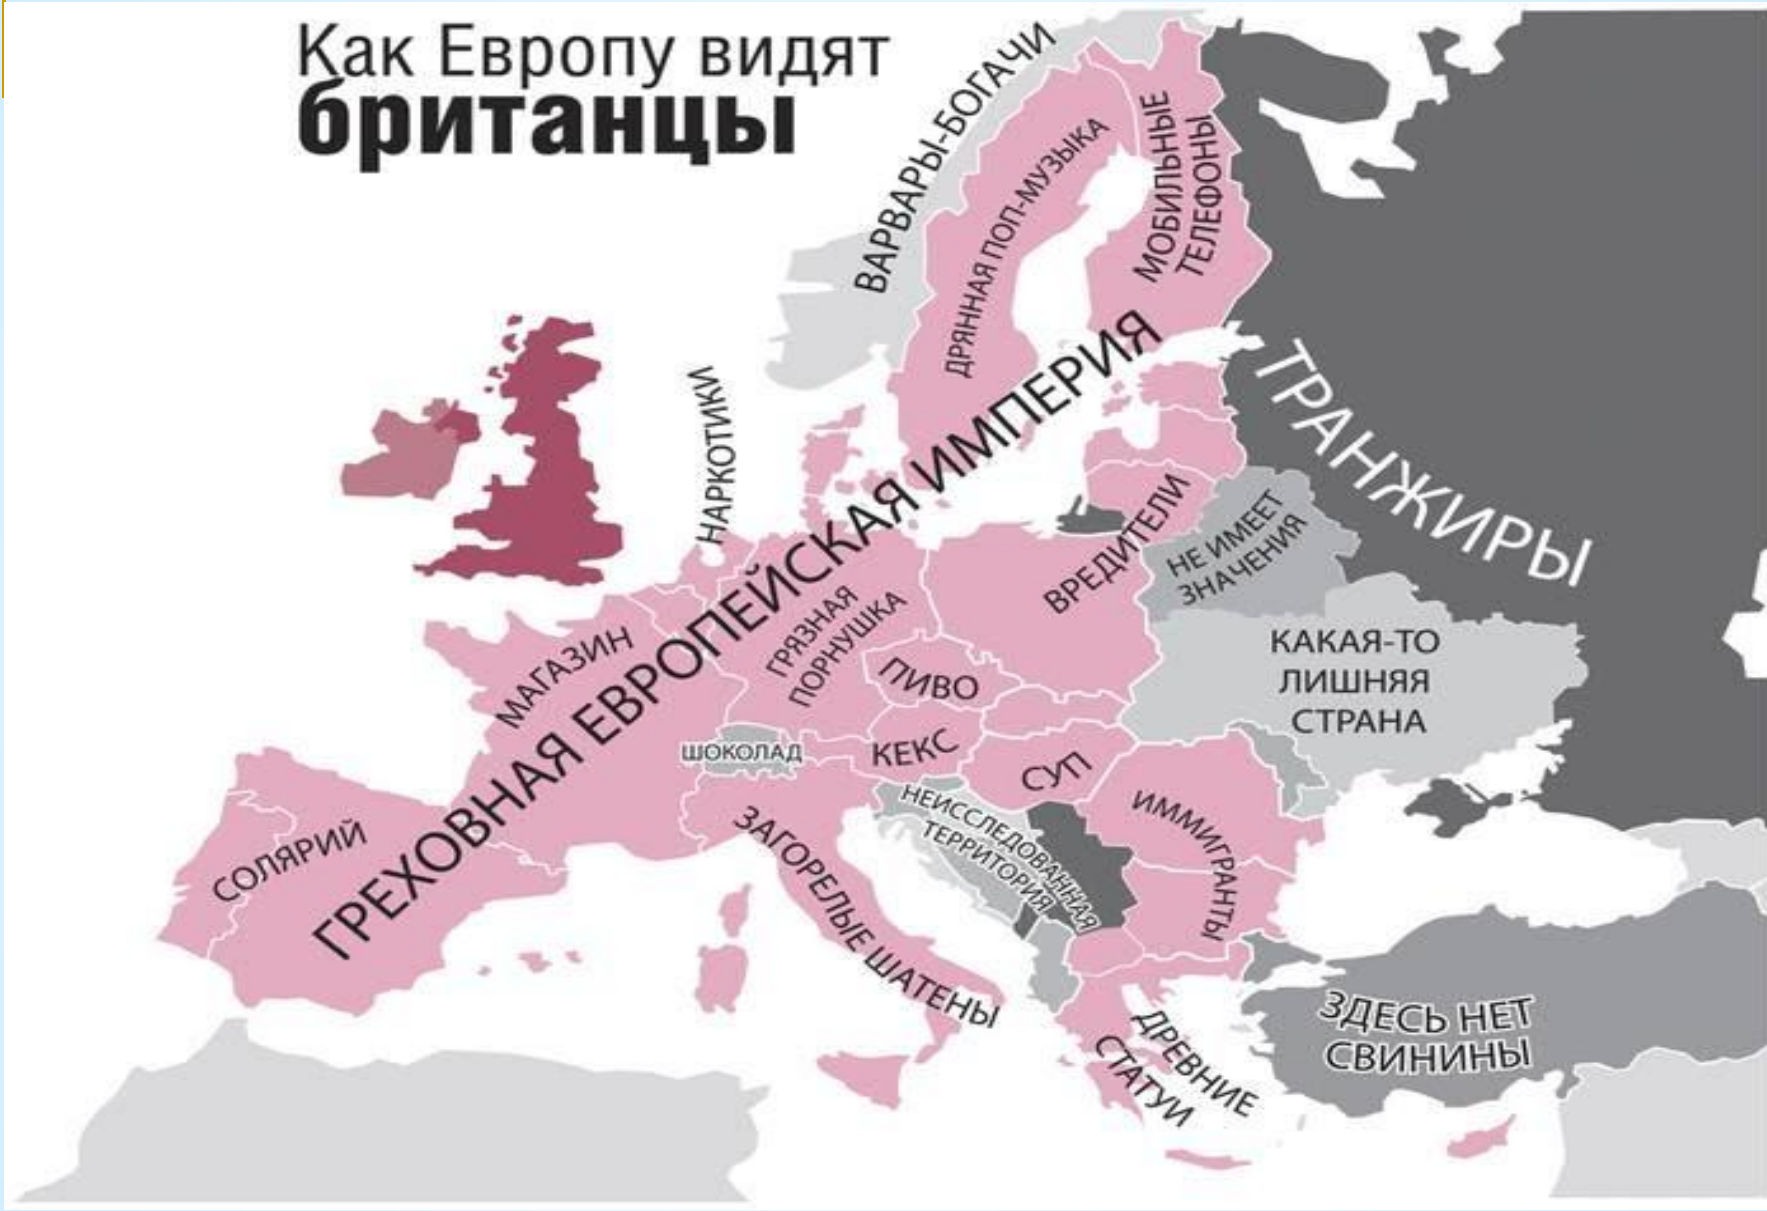 Как Европу видят
британцы
ВАРВАРЫ-БОГАЧИ
ДРЯННАЯ ПОП-МУЗЫКА
МОБИЛЬНЫЕ
ТЕЛЕФОНЫ
НАРКОТИКИ
ГРЕХОВНАЯ ЕВРОПЕЙСКАЯ ИМПЕРИЯ
ТРАНЖИРЫ
ВРЕДИТЕЛИ
НЕ ИМЕЕТ
ЗНАЧЕНИЯ
ГРЯЗНАЯ
ПОРНУШКА
МАГАЗИН
ПИВО
КАКАЯ-ТО
ЛИШНЯЯ
СТРАНА
ШОКОЛАД
КЕКС
СУП
СОЛЯРИЙ
ЗАГОРЕЛЫЕ ШАТЕНЫ
НЕИССЛЕДОВАННАЯ
ТЕРРИТОРИЯ
ИММИГРАНТЫ
ДРЕВНИЕ
СТАТУИ
ЗДЕСЬ НЕТ
СВИНИНЫ